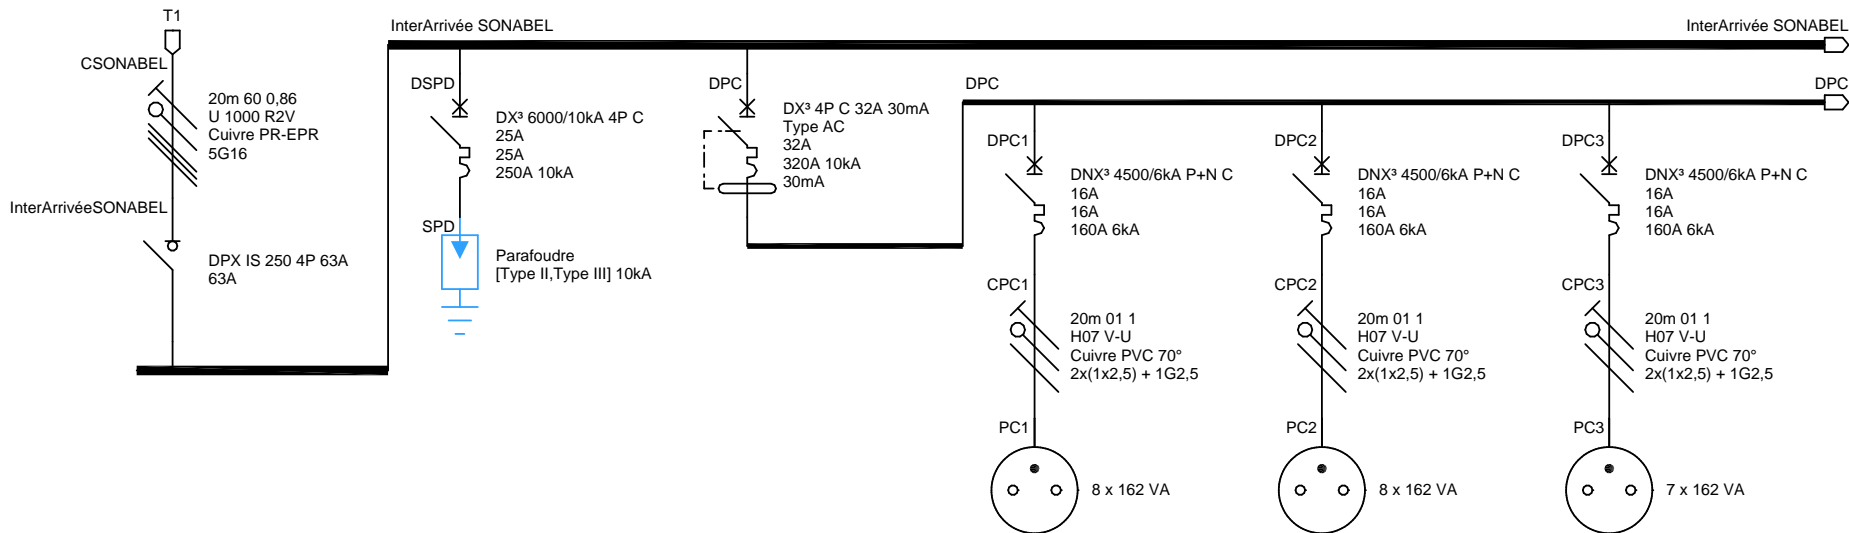 T1
CSONABEL
20m 60 0,86
U 1000 R2V
Cuivre PR-EPR
5G16
InterArrivéeSONABEL
DPX IS 250 4P 63A
63A
InterArrivée SONABEL
InterArrivée SONABEL
DSPD
DX³ 6000/10kA 4P C
25A
25A
250A 10kA
SPD
Parafoudre
[Type II,Type III] 10kA
DPC
DX³ 4P C 32A 30mA
Type AC
32A
320A 10kA
30mA
DPC
DPC
DPC1
DNX³ 4500/6kA P+N C
16A
16A
160A 6kA
CPC1
20m 01 1
H07 V-U
Cuivre PVC 70°
2x(1x2,5) + 1G2,5
PC1
8 x 162 VA
DPC2
DNX³ 4500/6kA P+N C
16A
16A
160A 6kA
CPC2
20m 01 1
H07 V-U
Cuivre PVC 70°
2x(1x2,5) + 1G2,5
PC2
8 x 162 VA
DPC3
DNX³ 4500/6kA P+N C
16A
16A
160A 6kA
CPC3
20m 01 1
H07 V-U
Cuivre PVC 70°
2x(1x2,5) + 1G2,5
PC3
7 x 162 VA